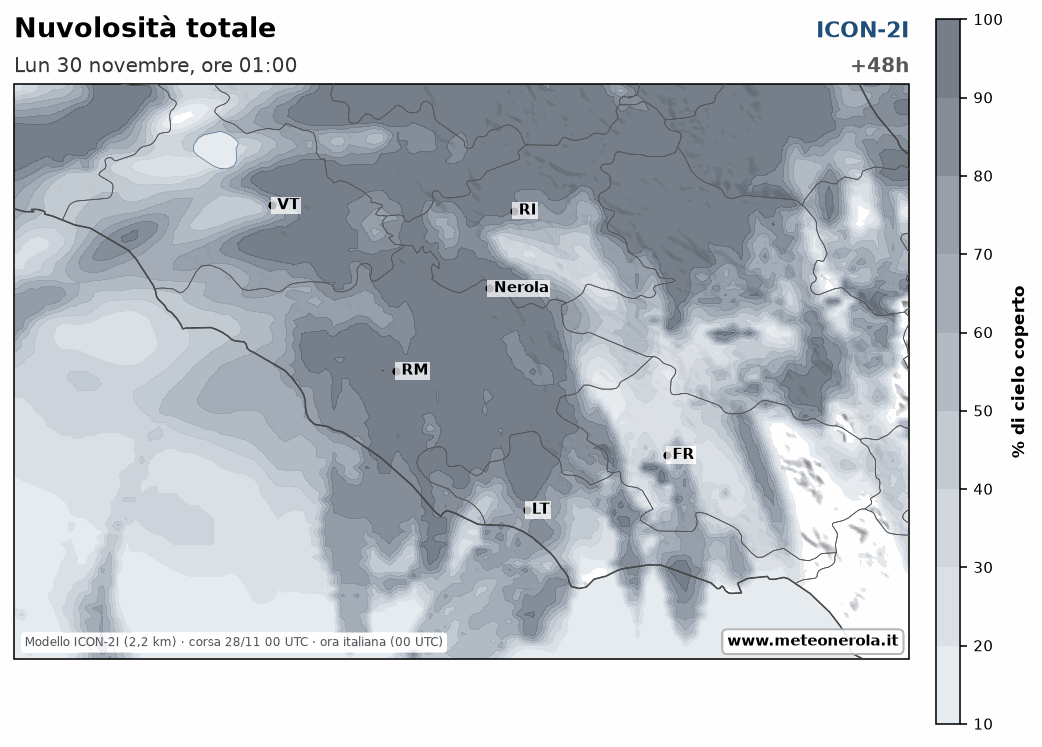 Nuvolosità totale
ICON-2I
Lun 30 novembre, ore 01:00
+48h
VT
RI
Nerola
RM
FR
LT
Modello ICON-2I (2,2 km) · corsa 28/11 00 UTC · ora italiana (00 UTC)
www.meteonerola.it
100
90
80
70
60
50
40
30
20
10
% di cielo coperto